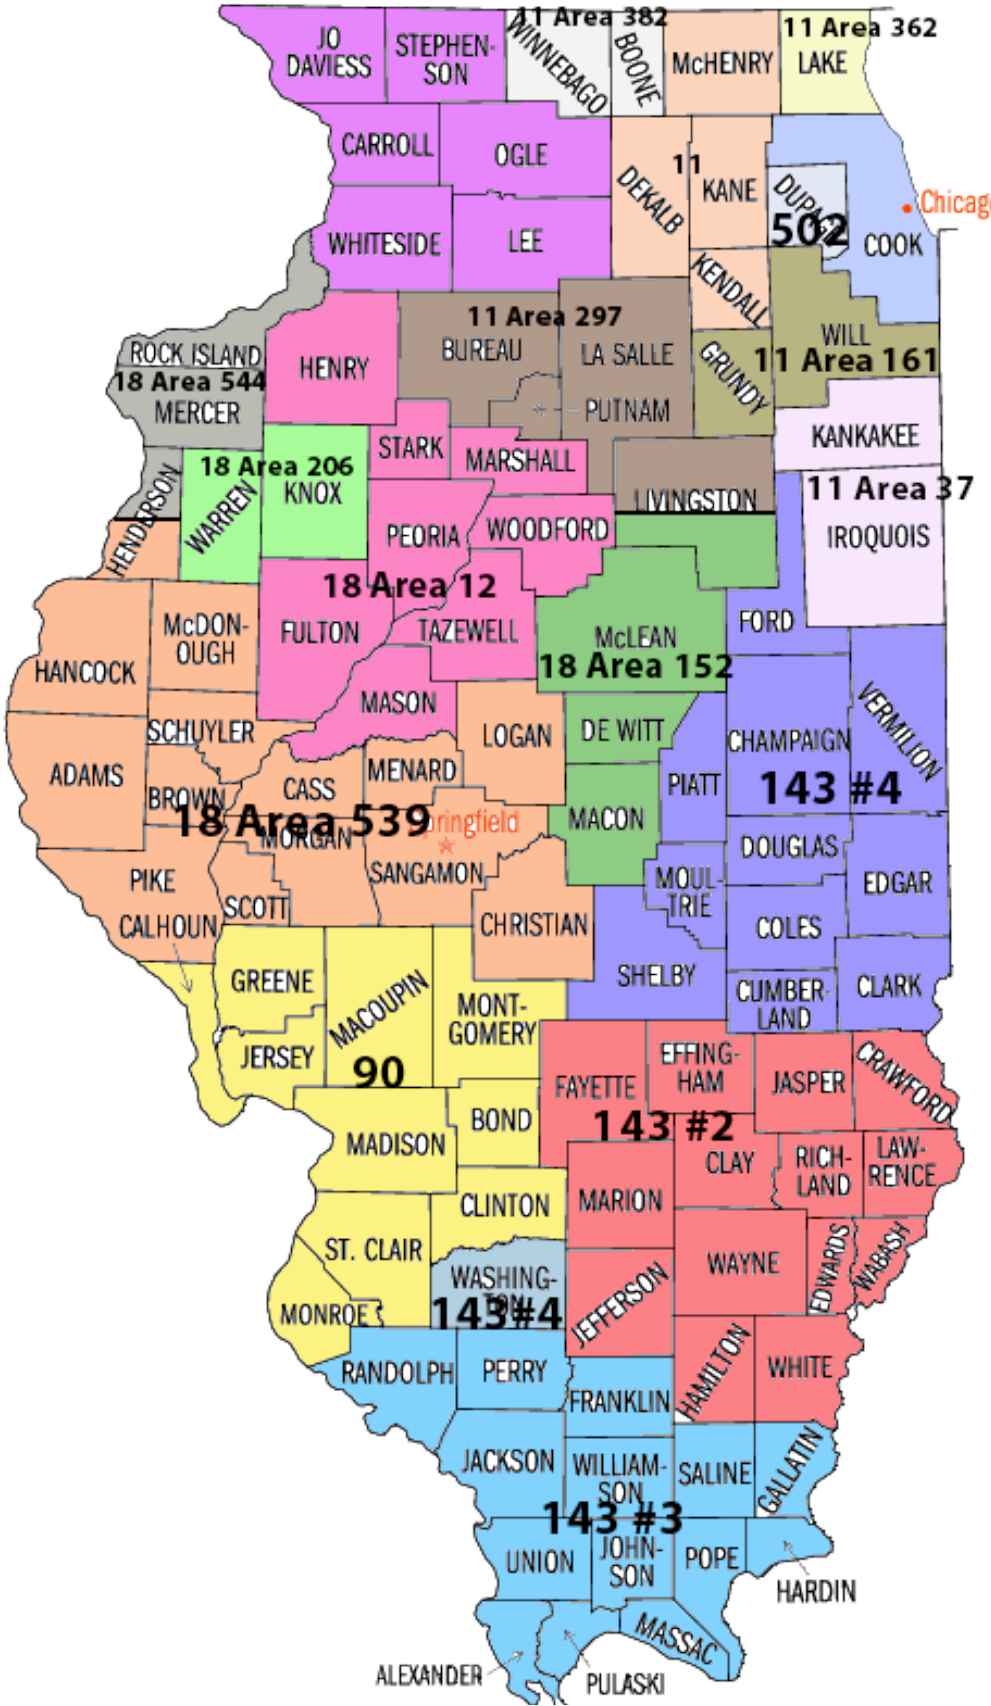 11 Area 382
11 Area 362
JO
DAVIESS
STEPHEN-
SON
WINNEBAGO
BOONE
McHENRY
LAKE
CARROLL
OGLE
DEKALB
11
KANE
DUPAGE
502
Chicag
COOK
WHITESIDE
LEE
KENDALL
ROCK ISLAND
18 Area 544
MERCER
HENRY
11 Area 297
BUREAU
LA SALLE
PUTNAM
GRUNDY
WILL
11 Area 161
KANKAKEE
STARK
MARSHALL
LIVINGSTON
11 Area 37
IROQUOIS
HENDERSON
18 Area 206
WARREN
KNOX
PEORIA
WOODFORD
18 Area 12
FULTON
TAZEWELL
McLEAN
18 Area 152
FORD
HANCOCK
McDON-
OUGH
MASON
LOGAN
DE WITT
CHAMPAIGN
VERMILION
143 #4
SCHUYLER
ADAMS
BROWN
CASS
MENARD
PIATT
MACON
18 Area 539
pringfield
MORGAN
SANGAMON
DOUGLAS
EDGAR
PIKE
SCOTT
CALHOUN
CHRISTIAN
MOUL-
TRIE
COLES
SHELBY
CUMBER-
LAND
CLARK
GREENE
MACOUPIN
MONT-
GOMERY
JERSEY
90
FAYETTE
EFFING-
HAM
JASPER
CRAWFORD
143 #2
MADISON
BOND
CLAY
RICH-
LAND
LAW-
RENCE
MARION
CLINTON
ST. CLAIR
WAYNE
EDWARDS
WABASH
WASHING-
TON
143#4
JEFFERSON
MONROE
RANDOLPH
PERRY
FRANKLIN
HAMILTON
WHITE
JACKSON
WILLIAM-
SON
SALINE
GALLATIN
143 #3
UNION
JOHN-
SON
POPE
HARDIN
MASSAC
ALEXANDER
PULASKI